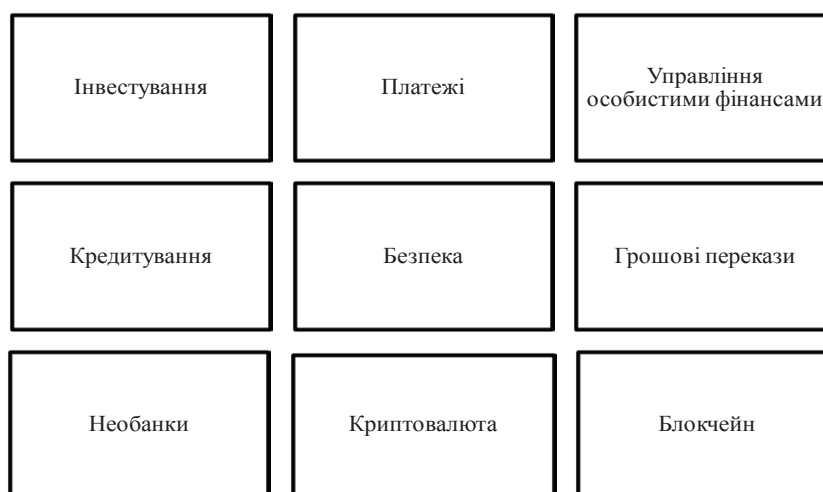 Інвестування
Платежі
Управління
особистими фінансами
Кредитування
Безпека
Грошові перекази
Необанки
Криптовалюта
Блокчейн